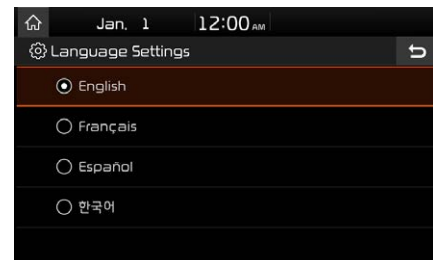 Jan. 1 12:00 AM
Language Settings
English
Français
Español
한국어